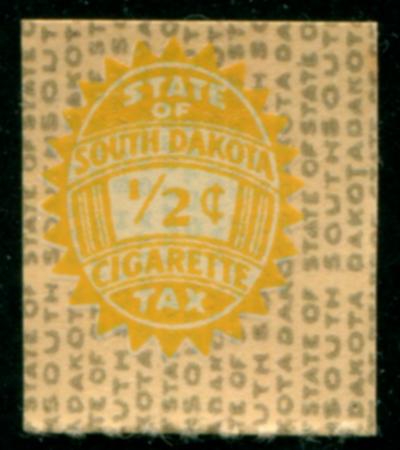 STATE
OF
SOUTH DAKOTA
1/2 ¢
CIGARETTE
TAX